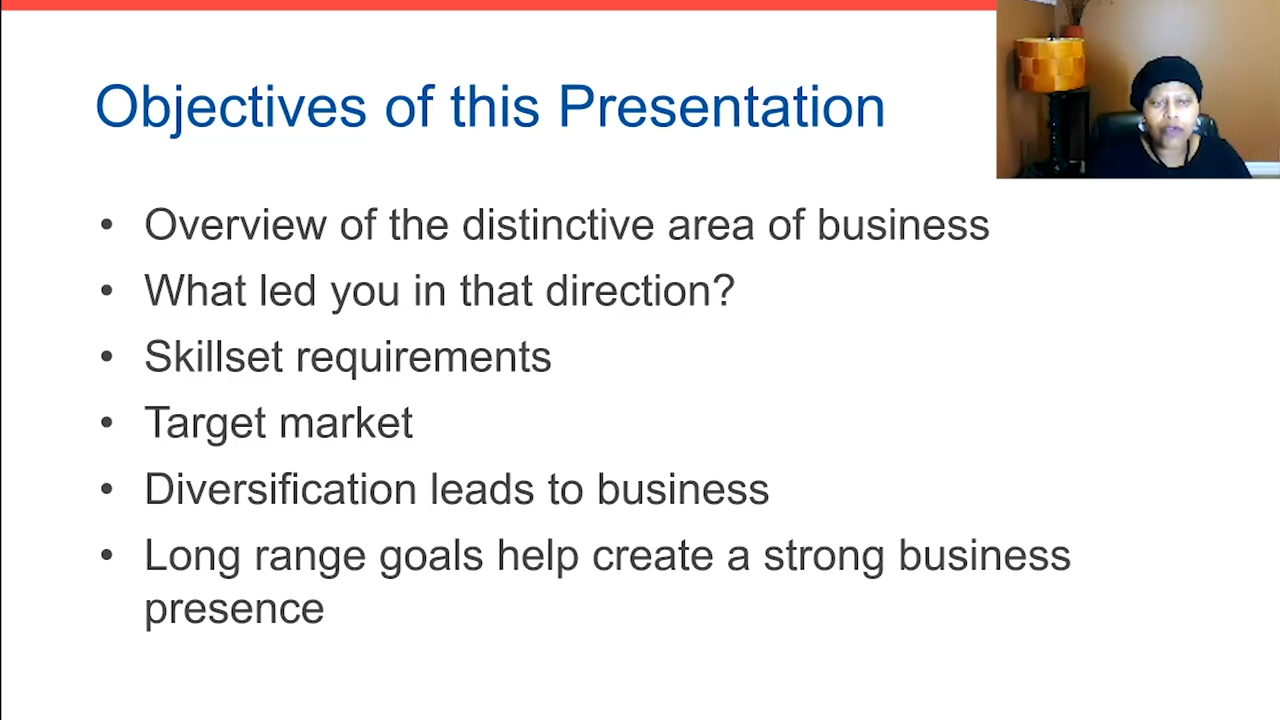 Objectives of this Presentation
• Overview of the distinctive area of business
• What led you in that direction?
• Skillset requirements
• Target market
• Diversification leads to business
• Long range goals help create a strong business
presence